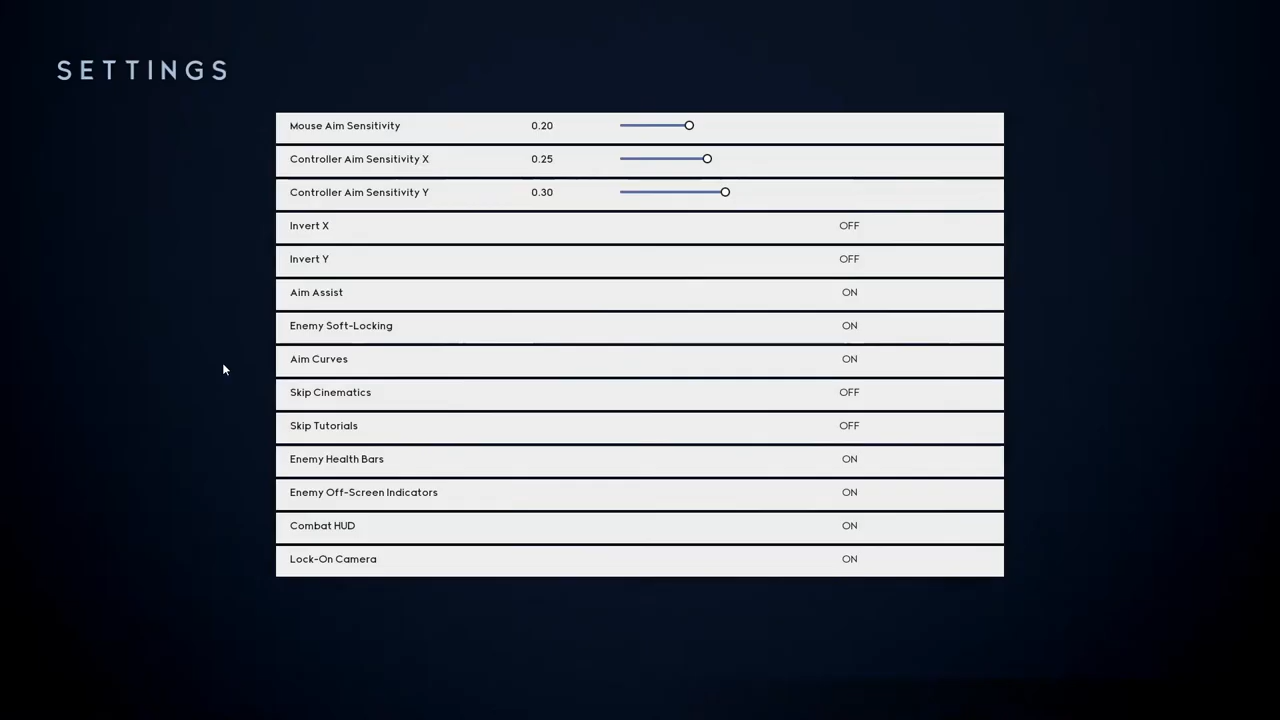 SETTINGS
Mouse Aim Sensitivity 0.20
Controller Aim Sensitivity X 0.25
Controller Aim Sensitivity Y 0.30
Invert X OFF
Invert Y OFF
Aim Assist ON
Enemy Soft-Locking ON
Aim Curves ON
Skip Cinematics OFF
Skip Tutorials OFF
Enemy Health Bars ON
Enemy Off-Screen Indicators ON
Combat HUD ON
Lock-On Camera ON